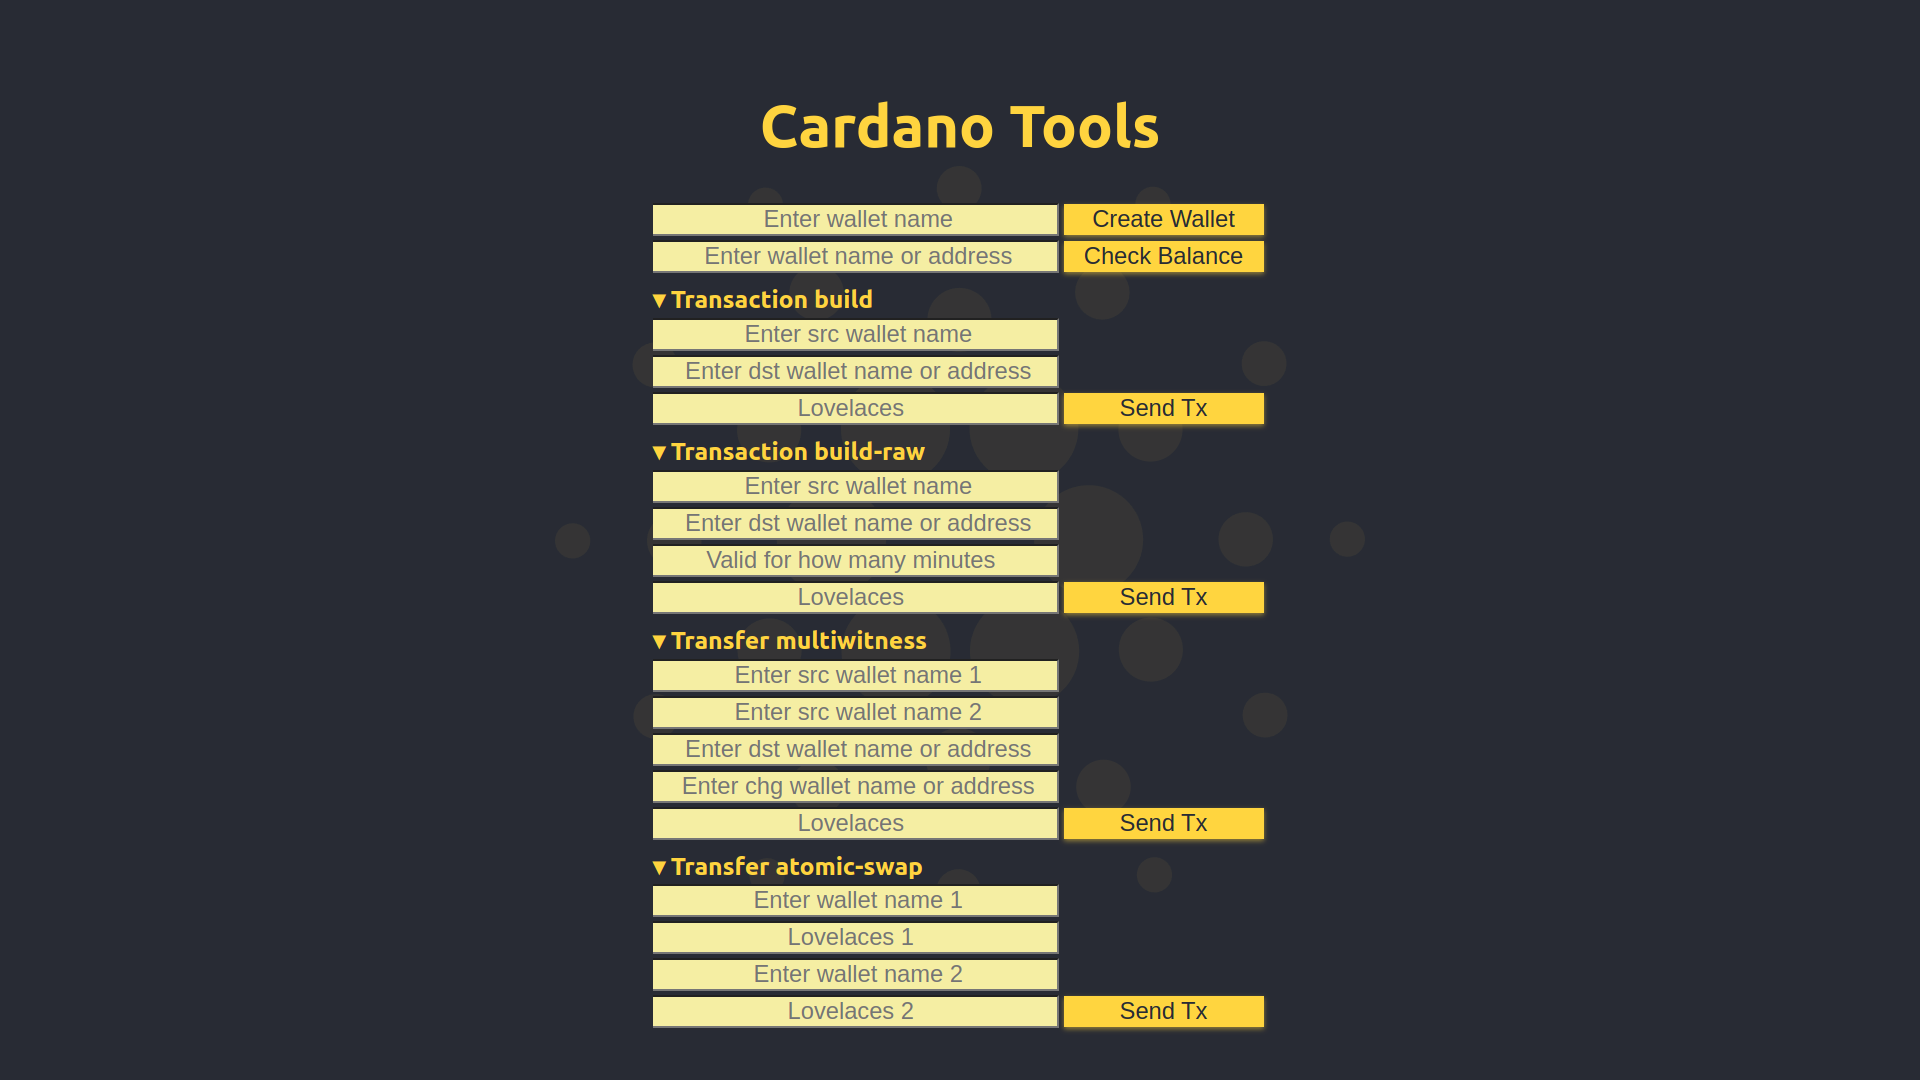 Cardano Tools
Enter wallet name
Create Wallet
Enter wallet name or address
Check Balance
▼ Transaction build
Enter src wallet name
Enter dst wallet name or address
Lovelaces
Send Tx
▼ Transaction build-raw
Enter src wallet name
Enter dst wallet name or address
Valid for how many minutes
Lovelaces
Send Tx
▼ Transfer multiwitness
Enter src wallet name 1
Enter src wallet name 2
Enter dst wallet name or address
Enter chg wallet name or address
Lovelaces
Send Tx
▼ Transfer atomic-swap
Enter wallet name 1
Lovelaces 1
Enter wallet name 2
Lovelaces 2
Send Tx